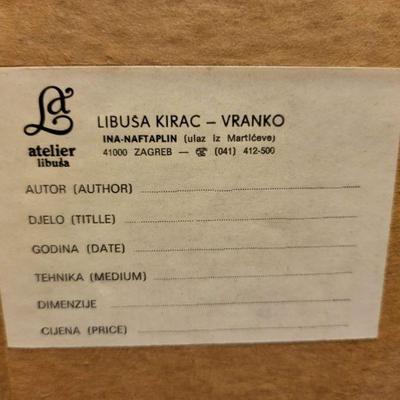 La
atelier
libuša
LIBUŠA KIRAC – VRANKO
INA-NAFTAPLIN (ulaz iz Martićeve)
41000 ZAGREB — ☎ (041) 412-500
AUTOR (AUTHOR)
DJELO (TITLLE)
GODINA (DATE)
TEHNIKA (MEDIUM)
DIMENZIJE
CIJENA (PRICE)